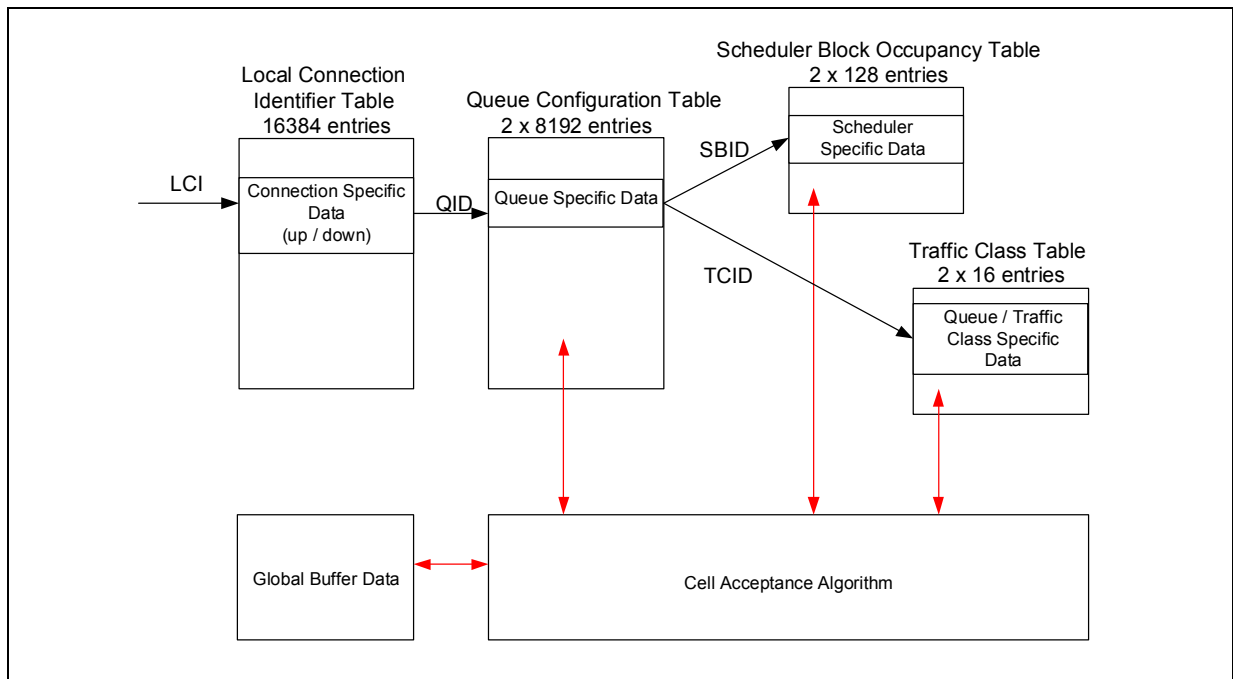 Scheduler Block Occupancy Table
2 x 128 entries
Local Connection
Identifier Table
16384 entries
Queue Configuration Table
2 x 8192 entries
Scheduler
Specific Data
SBID
LCI
Connection Specific
Data
(up / down)
QID
Queue Specific Data
TCID
Traffic Class Table
2 x 16 entries
Queue / Traffic
Class Specific
Data
Global Buffer Data
Cell Acceptance Algorithm